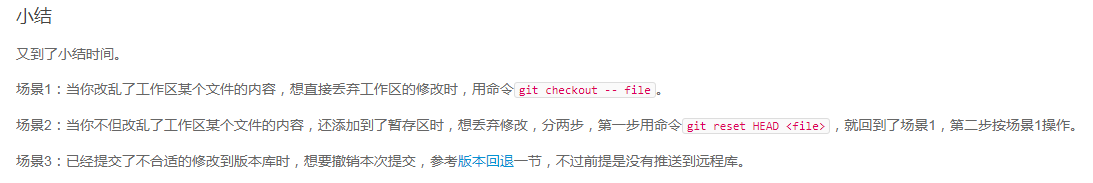 小结
又到了小结时间。
场景1：当你改乱了工作区某个文件的内容，想直接丢弃工作区的修改时，用命令git checkout -- file。
场景2：当你不但改乱了工作区某个文件的内容，还添加到了暂存区时，想丢弃修改，分两步，第一步用命令git reset HEAD <file>，就回到了场景1，第二步按场景1操作。
场景3：已经提交了不合适的修改到版本库时，想要撤销本次提交，参考版本回退一节，不过前提是没有推送到远程库。